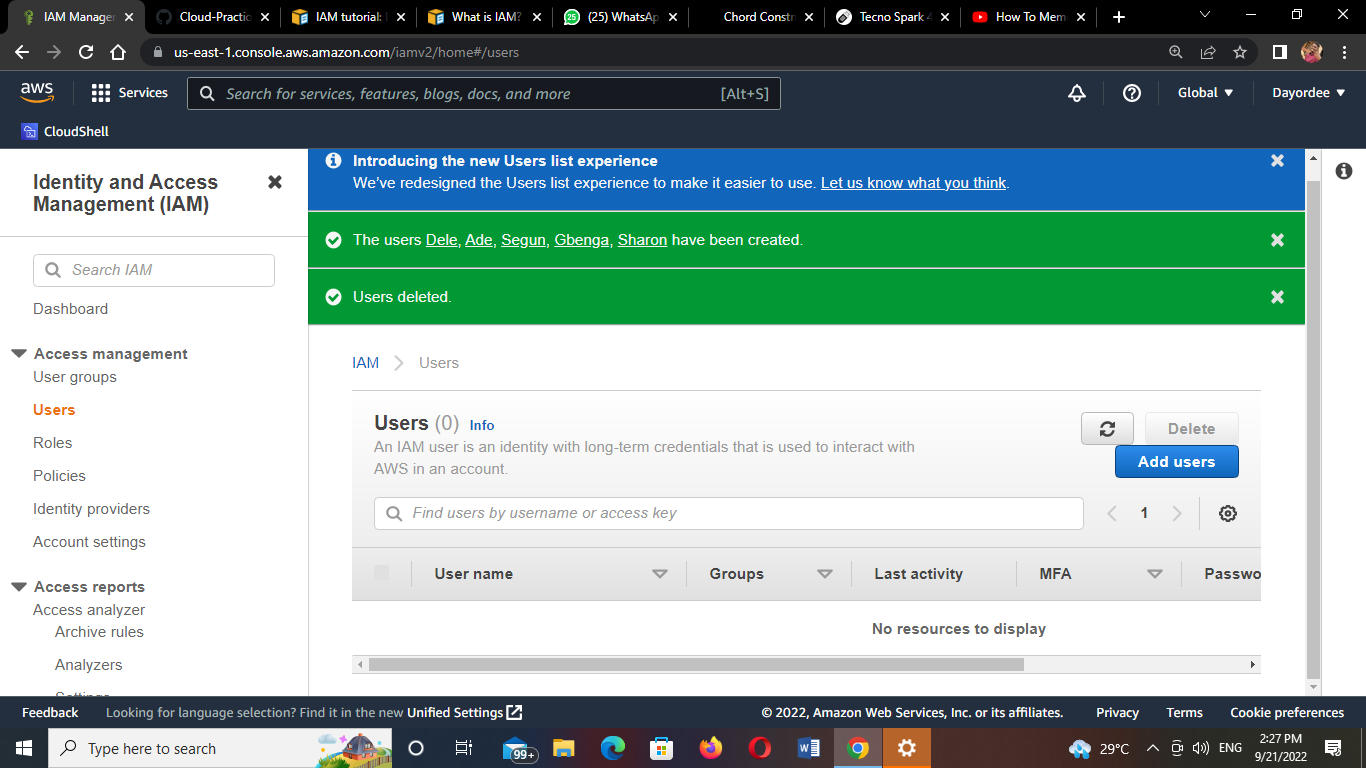 IAM Manager
Cloud-Practic
IAM tutorial:
What is IAM?
(25) WhatsAp
Chord Constr
Tecno Spark 4
How To Mem
us-east-1.console.aws.amazon.com/iamv2/home#/users
aws
Services
Search for services, features, blogs, docs, and more
[Alt+S]
Global
Dayordee
CloudShell
Identity and Access
Management (IAM)
Search IAM
Dashboard
Access management
User groups
Users
Roles
Policies
Identity providers
Account settings
Access reports
Access analyzer
Archive rules
Analyzers
Settings
Introducing the new Users list experience
We've redesigned the Users list experience to make it easier to use. Let us know what you think.
The users Dele, Ade, Segun, Gbenga, Sharon have been created.
Users deleted.
IAM
Users
Users (0) Info
An IAM user is an identity with long-term credentials that is used to interact with
AWS in an account.
Delete
Add users
Find users by username or access key
1
User name
Groups
Last activity
MFA
Passwo
No resources to display
Feedback
Looking for language selection? Find it in the new Unified Settings
© 2022, Amazon Web Services, Inc. or its affiliates.
Privacy
Terms
Cookie preferences
Type here to search
99+
29°C
ENG
2:27 PM
9/21/2022